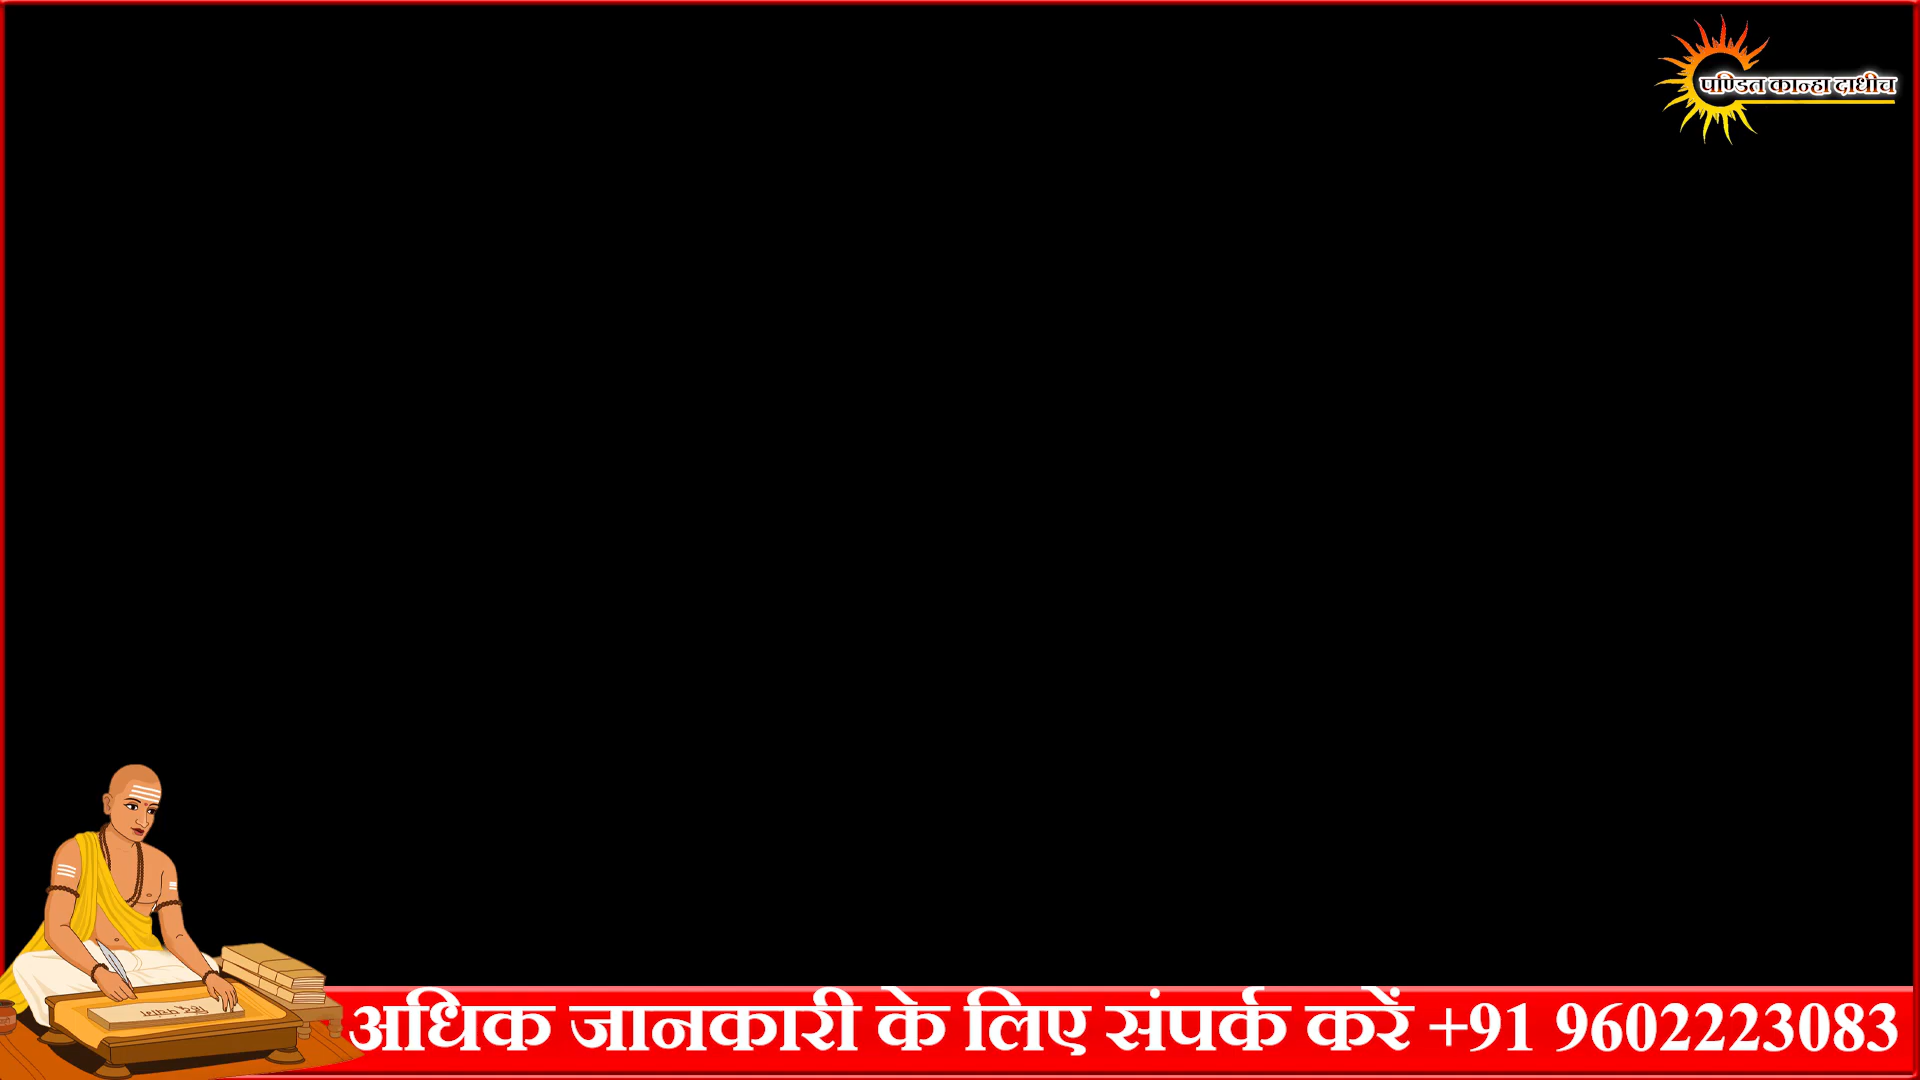 पण्डित कान्हा दाधीच
अधिक जानकारी के लिए संपर्क करें +91 9602223083